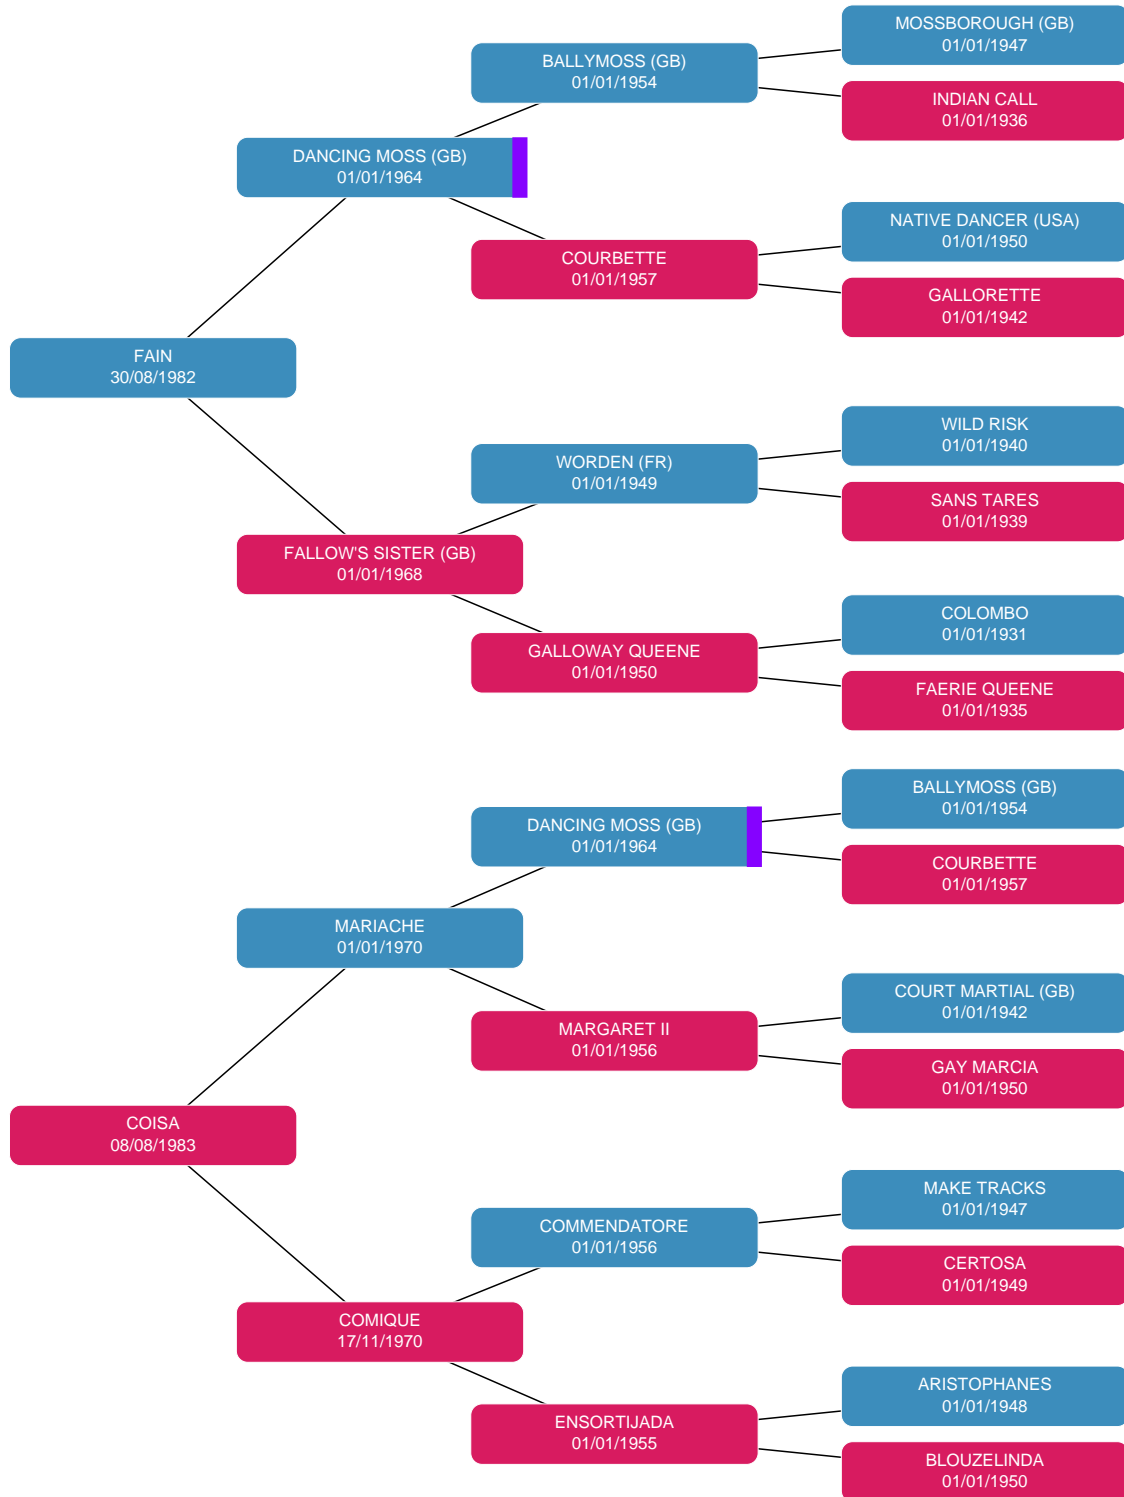 MOSSBOROUGH (GB)
01/01/1947
BALLYMOSS (GB)
01/01/1954
INDIAN CALL
01/01/1936
DANCING MOSS (GB)
01/01/1964
NATIVE DANCER (USA)
01/01/1950
COURBETTE
01/01/1957
GALLORETTE
01/01/1942
FAIN
30/08/1982
WILD RISK
01/01/1940
WORDEN (FR)
01/01/1949
SANS TARES
01/01/1939
FALLOW'S SISTER (GB)
01/01/1968
COLOMBO
01/01/1931
GALLOWAY QUEENE
01/01/1950
FAERIE QUEENE
01/01/1935
BALLYMOSS (GB)
01/01/1954
DANCING MOSS (GB)
01/01/1964
COURBETTE
01/01/1957
MARIACHE
01/01/1970
COURT MARTIAL (GB)
01/01/1942
MARGARET II
01/01/1956
GAY MARCIA
01/01/1950
COISA
08/08/1983
MAKE TRACKS
01/01/1947
COMMENDATORE
01/01/1956
CERTOSA
01/01/1949
COMIQUE
17/11/1970
ARISTOPHANES
01/01/1948
ENSORTIJADA
01/01/1955
BLOUZELINDA
01/01/1950